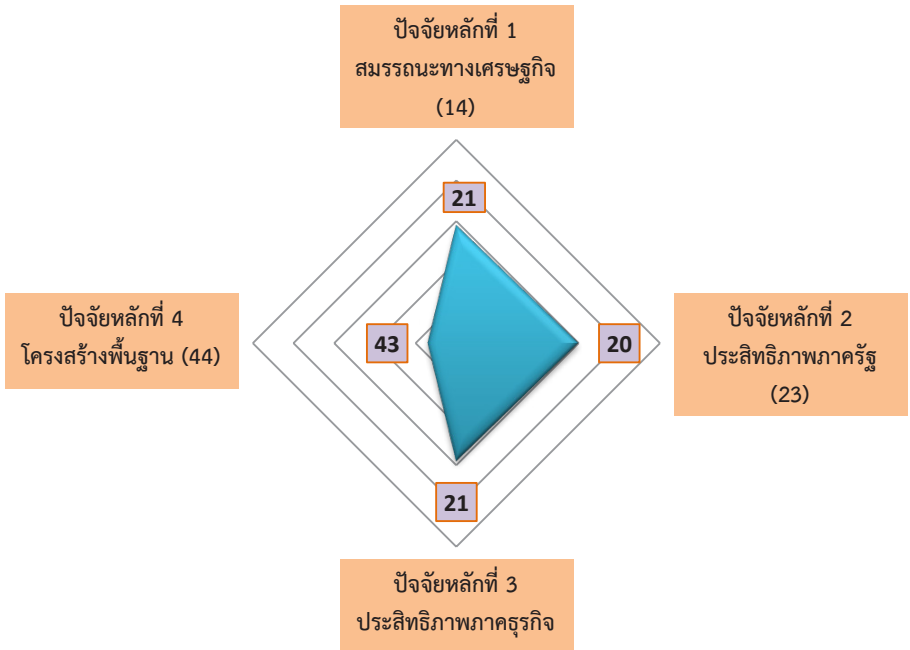 ปัจจัยหลักที่ 1
สมรรถนะทางเศรษฐกิจ
(14)
21
ปัจจัยหลักที่ 4
โครงสร้างพื้นฐาน (44)
43
20
ปัจจัยหลักที่ 2
ประสิทธิภาพภาครัฐ
(23)
21
ปัจจัยหลักที่ 3
ประสิทธิภาพภาคธุรกิจ